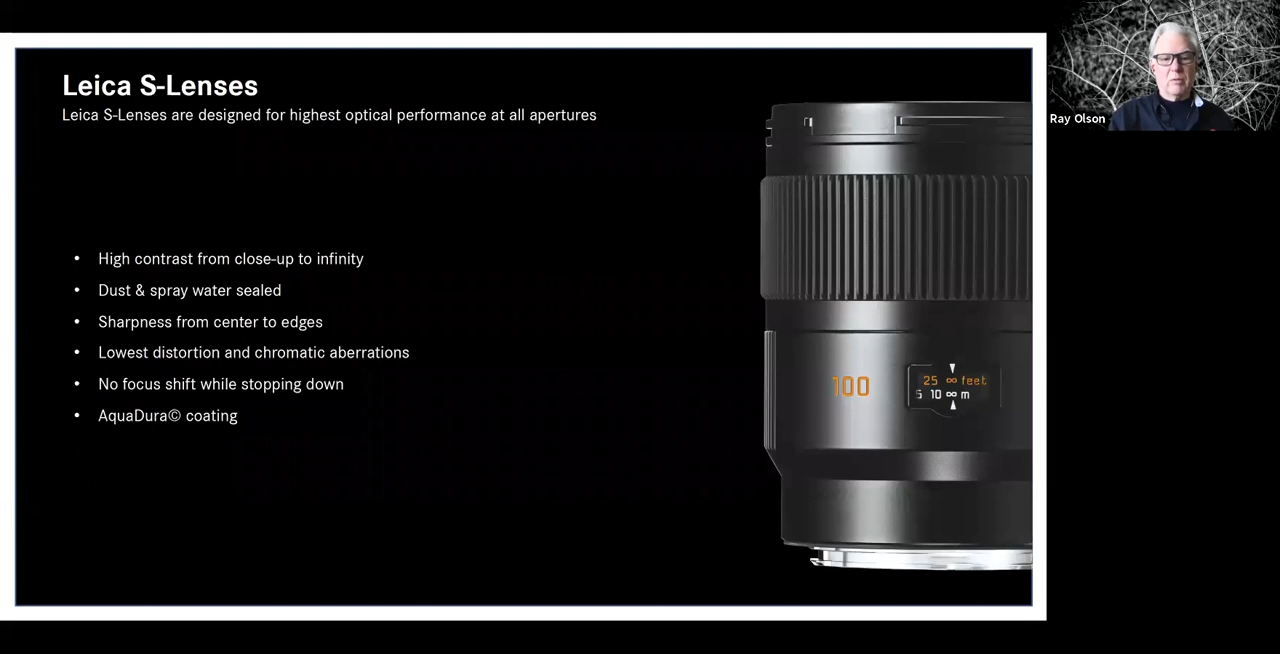 Leica S-Lenses
Leica S-Lenses are designed for highest optical performance at all apertures
• High contrast from close-up to infinity
• Dust & spray water sealed
• Sharpness from center to edges
• Lowest distortion and chromatic aberrations
• No focus shift while stopping down
• AquaDura© coating
100
25 ∞ feet
5 10 ∞ m
Ray Olson